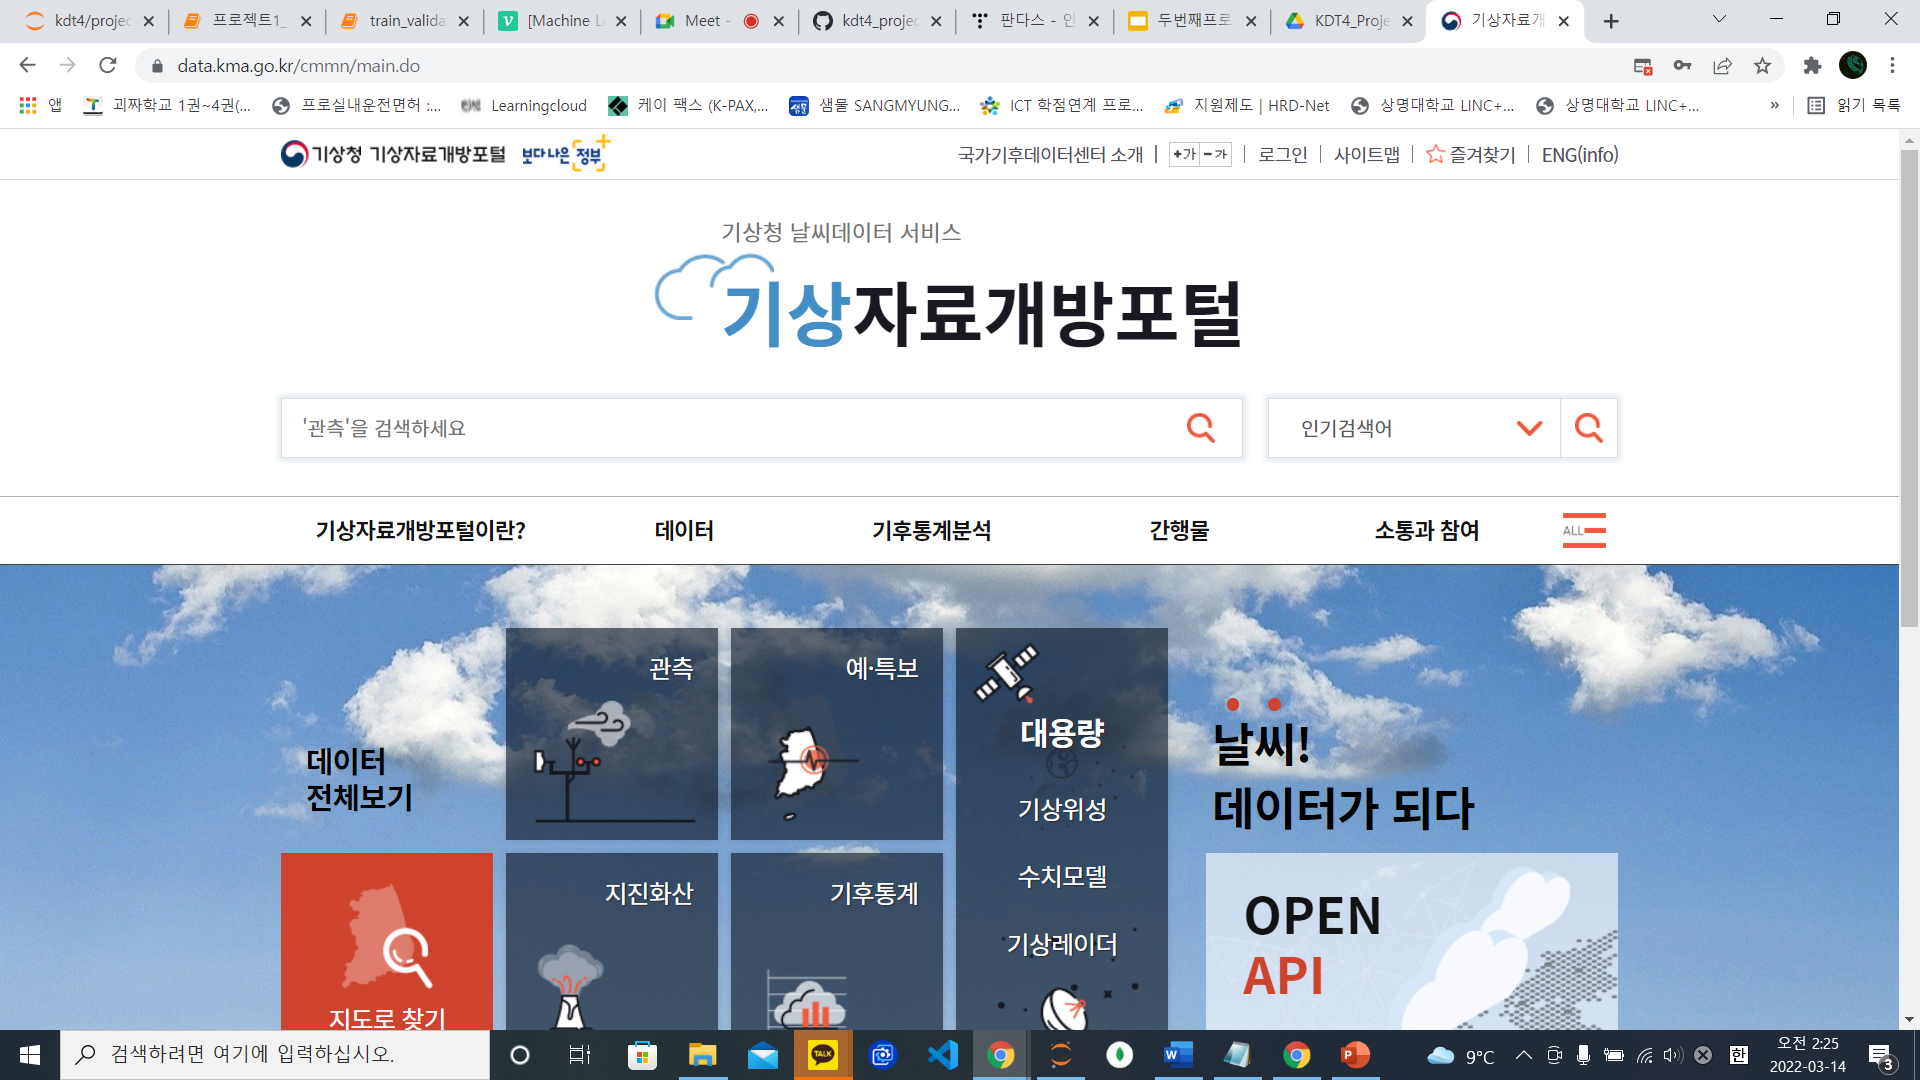 kdt4/projec
프로젝트1_
train_valida
[Machine Le
Meet -
kdt4_projec
판다스 - 인
두번째프로
KDT4_Proje
기상자료개
data.kma.go.kr/cmmn/main.do
앱
괴짜학교 1권~4권(...
프로실내운전면허 :...
Learningcloud
케이 팩스 (K-PAX,...
샘물 SANGMYUNG...
ICT 학점연계 프로...
지원제도 | HRD-Net
상명대학교 LINC+...
상명대학교 LINC+...
»
읽기 목록
기상청 기상자료개방포털
보다 나은 정부
국가기후데이터센터 소개
+가 -가
로그인
사이트맵
즐겨찾기
ENG(info)
기상청 날씨데이터 서비스
기상자료개방포털
'관측'을 검색하세요
인기검색어
기상자료개방포털이란?
데이터
기후통계분석
간행물
소통과 참여
ALL
데이터
전체보기
관측
예·특보
대용량
기상위성
수치모델
기상레이더
날씨!
데이터가 되다
지도로 찾기
지진화산
기후통계
OPEN
API
검색하려면 여기에 입력하십시오.
TALK
9°C
한
오전 2:25
2022-03-14
3